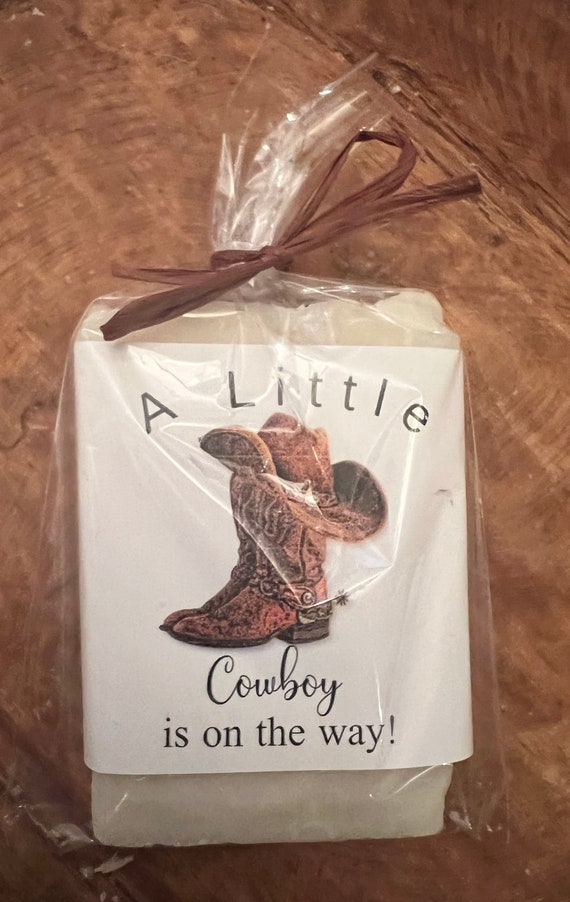 A Little
Cowboy
is on the way!